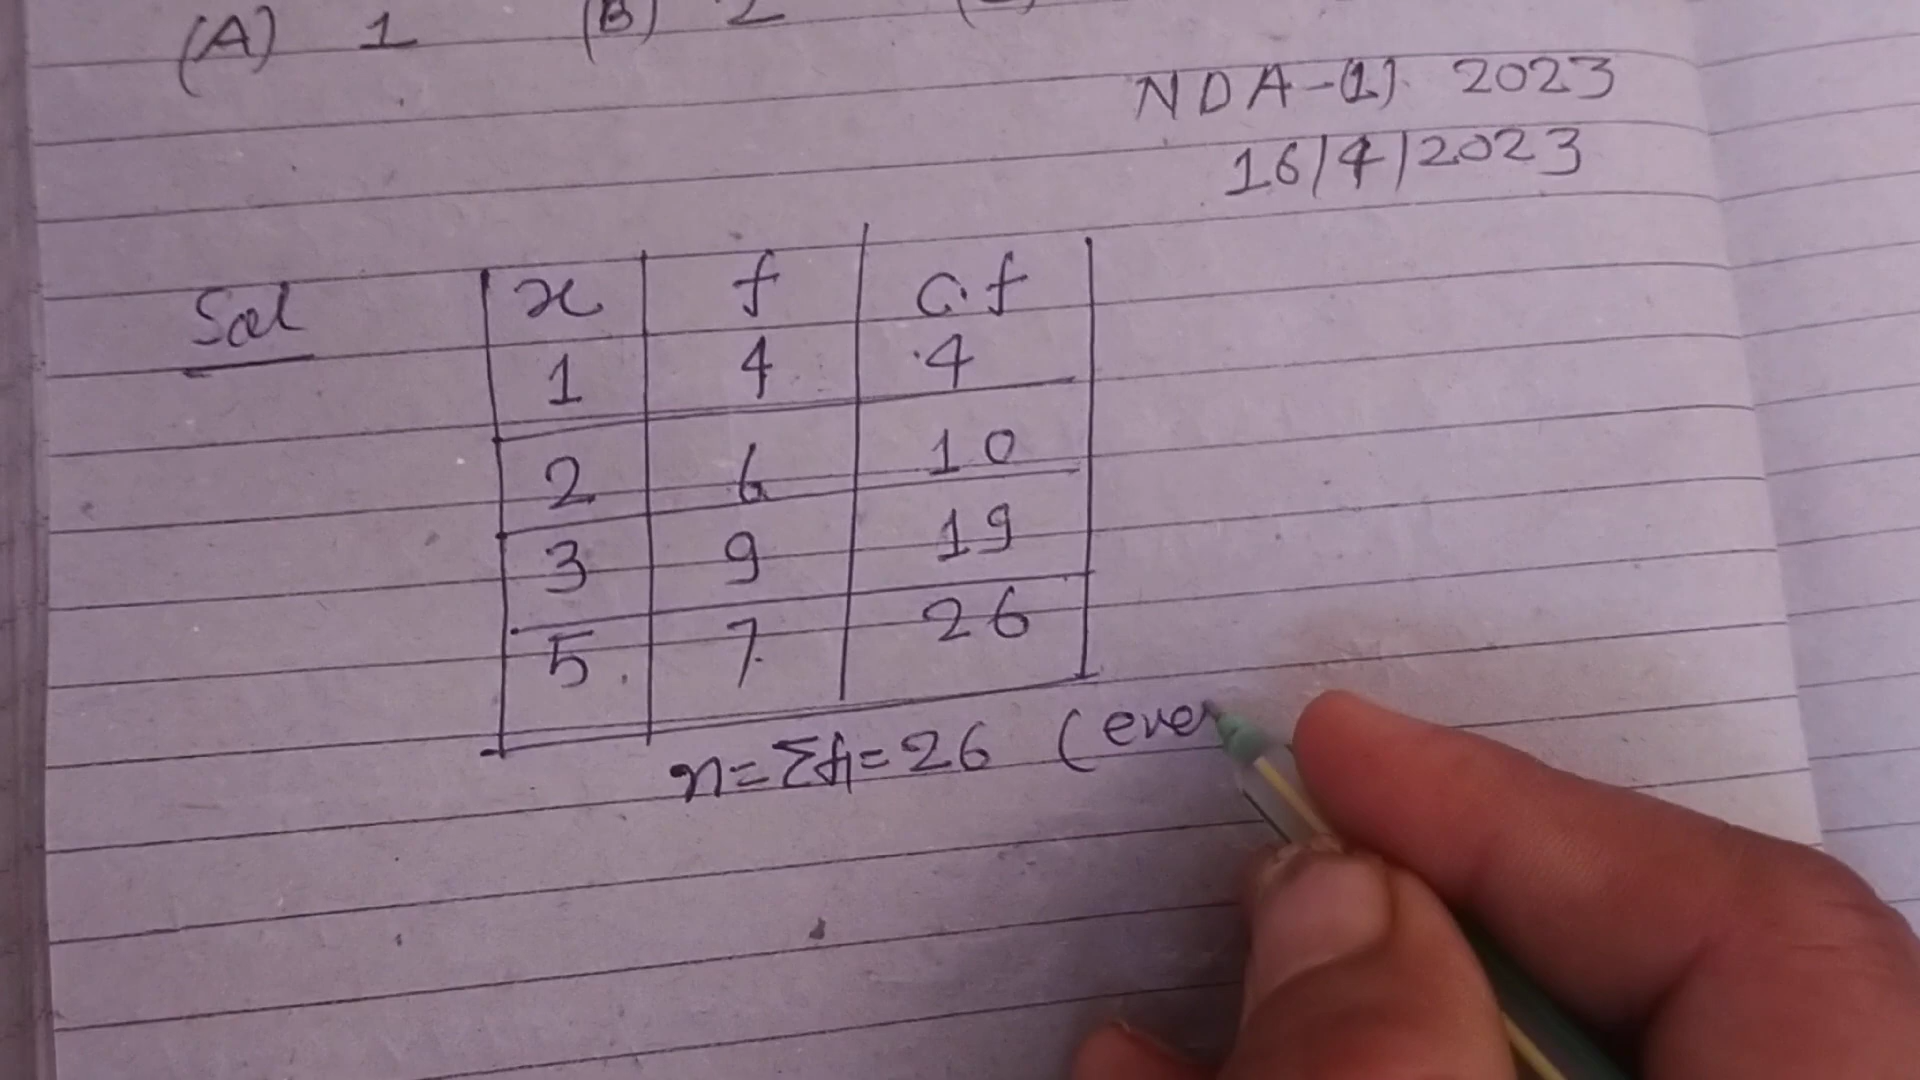 (A) 1 (B) 2
NDA-(1) 2023
16/4/2023
Sol
x f c.f
1 4 4
2 6 10
3 9 19
5 7 26
n=Σfi=26 (even